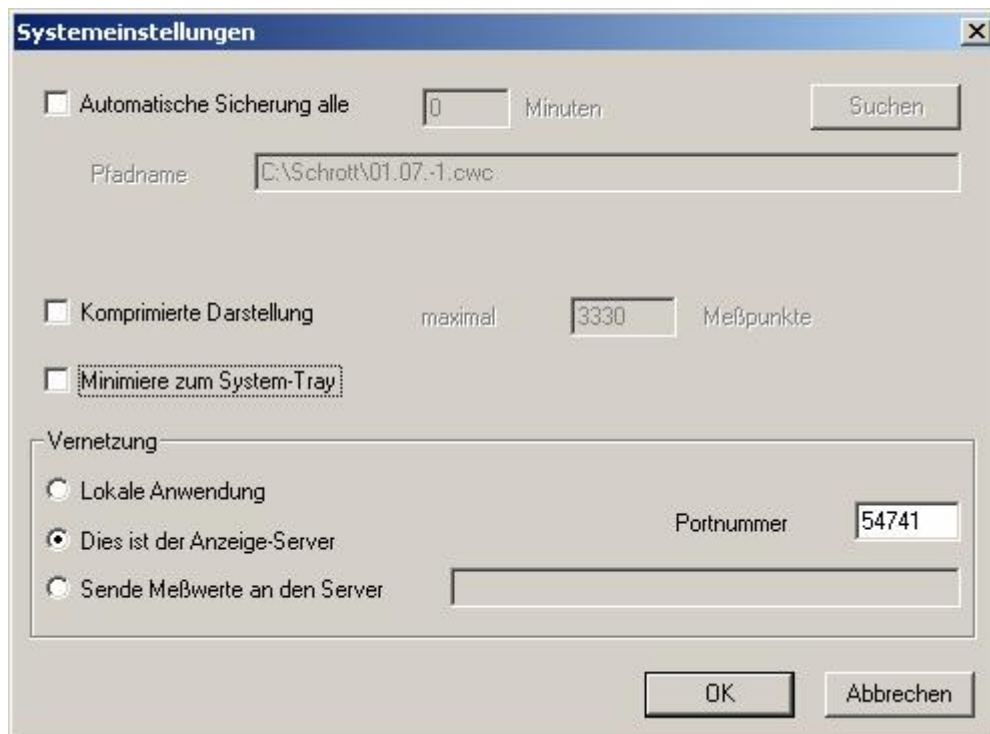 Systemeinstellungen
Automatische Sicherung alle 0 Minuten Suchen
Pfadname C:\Schrott\01.07.-1.cwc
Komprimierte Darstellung maximal 3330 Meßpunkte
Minimiere zum System-Tray
Vernetzung
Lokale Anwendung
Portnummer 54741
Dies ist der Anzeige-Server
Sende Meßwerte an den Server
OK Abbrechen